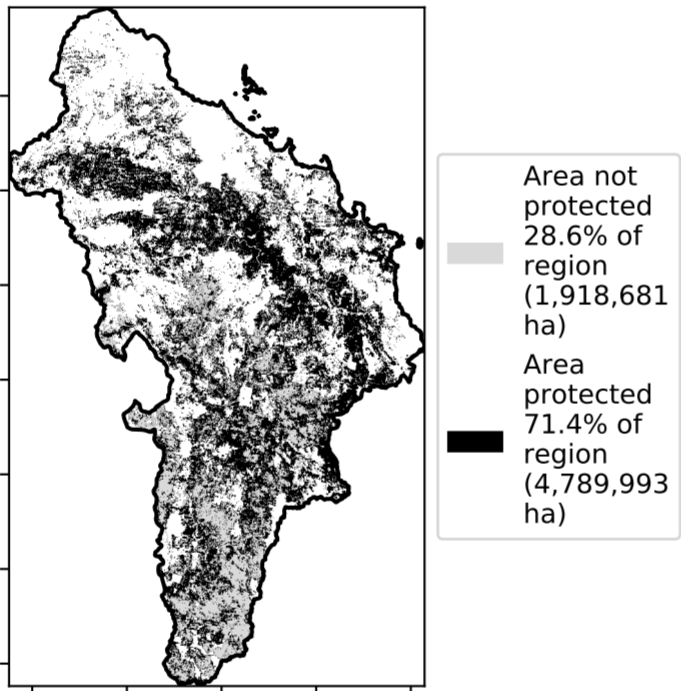 Area not
protected
28.6% of
region
(1,918,681
ha)
Area
protected
71.4% of
region
(4,789,993
ha)